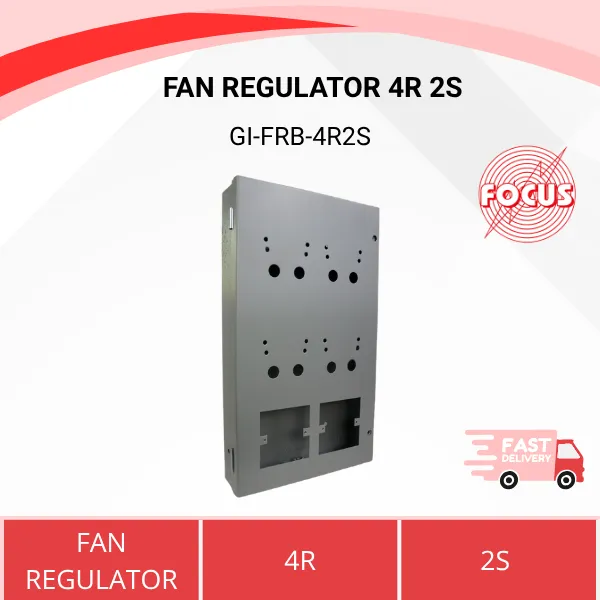 FAN REGULATOR 4R 2S
GI-FRB-4R2S
FOCUS
FAST
DELIVERY
FAN
REGULATOR
4R
2S